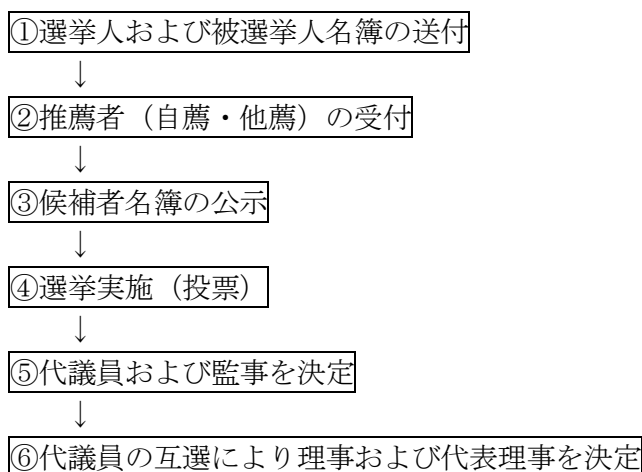 ①選挙人および被選挙人名簿の送付
↓
②推薦者（自薦・他薦）の受付
↓
③候補者名簿の公示
↓
④選挙実施（投票）
↓
⑤代議員および監事を決定
↓
⑥代議員の互選により理事および代表理事を決定